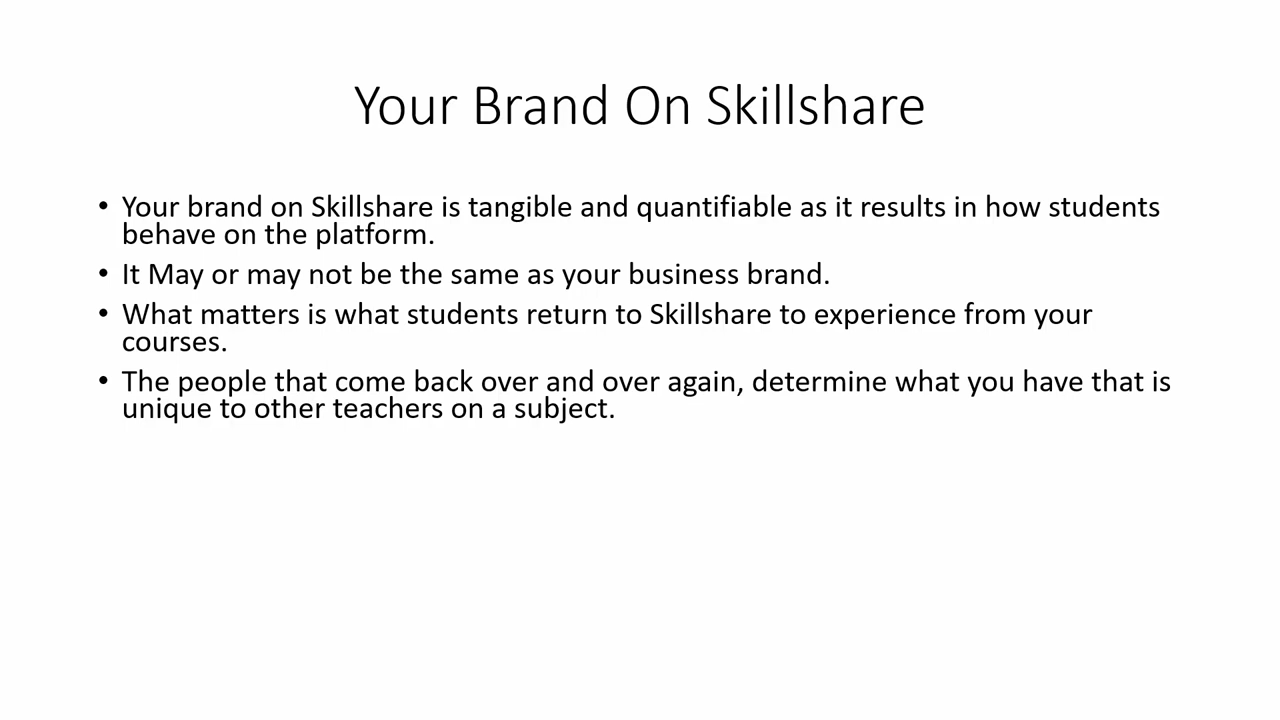 Your Brand On Skillshare
• Your brand on Skillshare is tangible and quantifiable as it results in how students
behave on the platform.
• It May or may not be the same as your business brand.
• What matters is what students return to Skillshare to experience from your
courses.
• The people that come back over and over again, determine what you have that is
unique to other teachers on a subject.